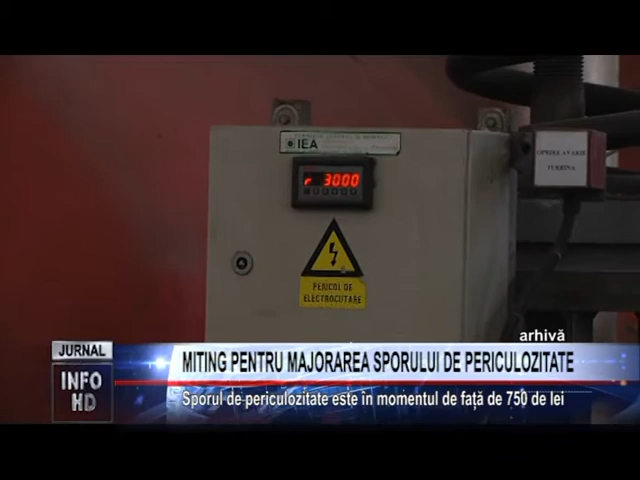 IEA
3000
OPRIRE AVARIE
TURBINA
PERICOL DE
ELECTROCUTARE
arhivă
JURNAL
INFO
HD
MITING PENTRU MAJORAREA SPORULUI DE PERICULOZITATE
Sporul de periculozitate este în momentul de față de 750 de lei